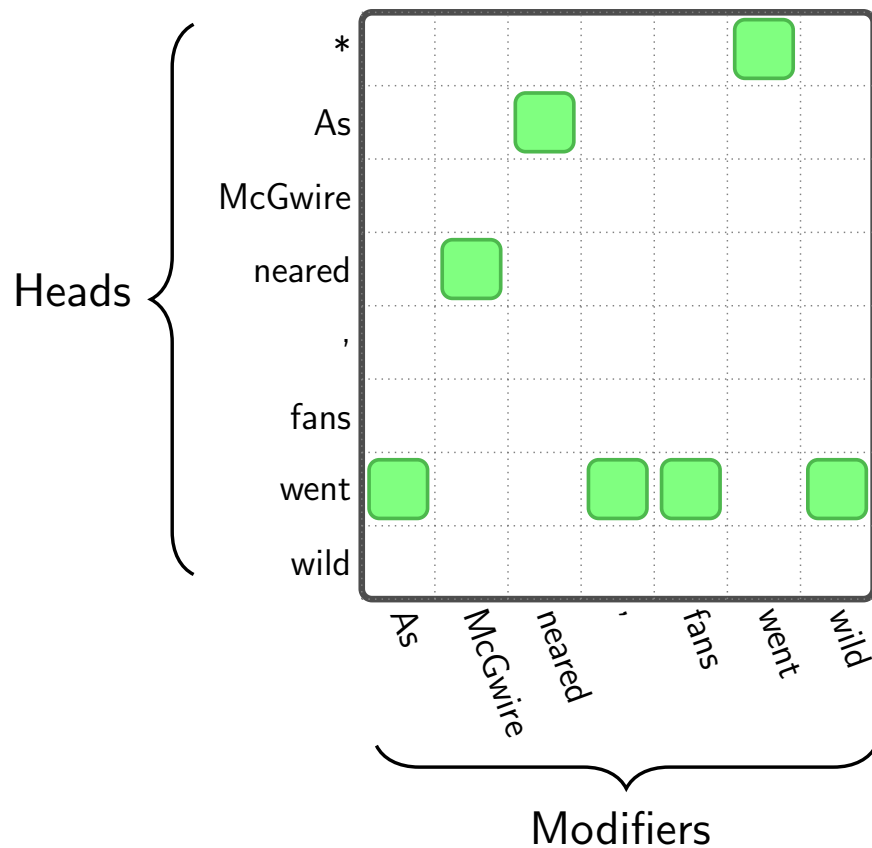 *
As
McGwire
neared
Heads
,
fans
went
wild
As
McGwire
neared
,
fans
went
wild
Modifiers